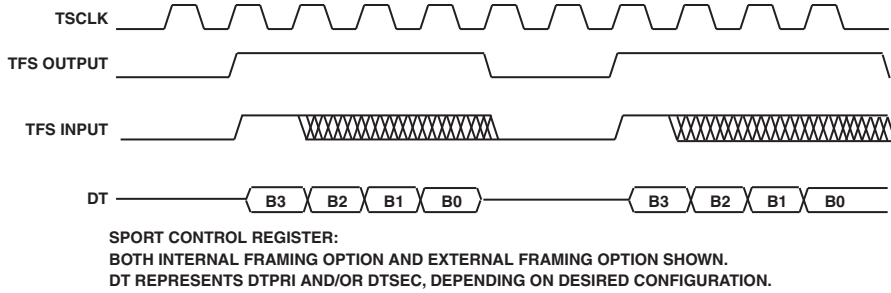 TSCLK
TFS OUTPUT
TFS INPUT
DT B3 B2 B1 B0 B3 B2 B1 B0
SPORT CONTROL REGISTER:
BOTH INTERNAL FRAMING OPTION AND EXTERNAL FRAMING OPTION SHOWN.
DT REPRESENTS DTPRI AND/OR DTSEC, DEPENDING ON DESIRED CONFIGURATION.